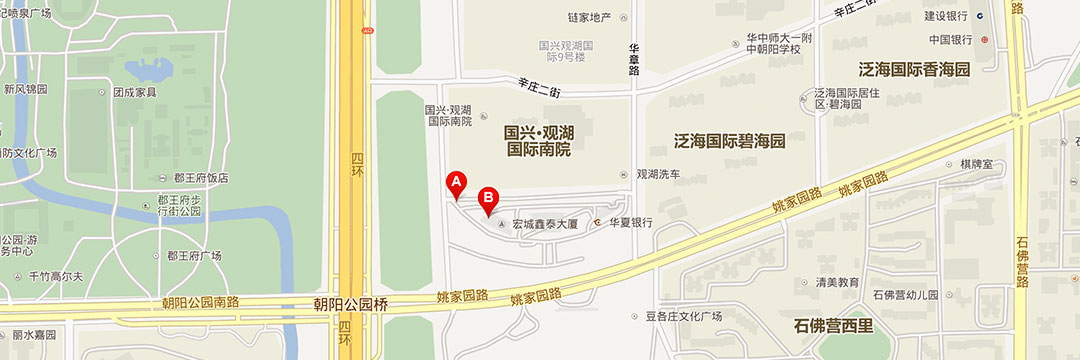 纪喷泉广场
新风锦园
团成家具
消防文化广场
郡王府饭店
郡王府步
行街公园
郡王府广场
公园·游
务中心
千竹高尔夫
朝阳公园南路
朝阳公园桥
丽水嘉园
四环
四环
链家地产
国兴观湖国
际9号楼
华章路
辛庄二街
辛庄二街
华中师大一附
中朝阳学校
建设银行
中国银行
泛海国际香海园
泛海国际居住
区·碧海园
泛海国际碧海园
国兴·观湖
国际南院
国兴·观湖
国际南院
A
B
观湖洗车
宏城鑫泰大厦
华夏银行
姚家园路
姚家园路
姚家园路
姚家园路
棋牌室
石佛营路
清美教育
石佛营幼儿园
豆各庄文化广场
石佛营西里